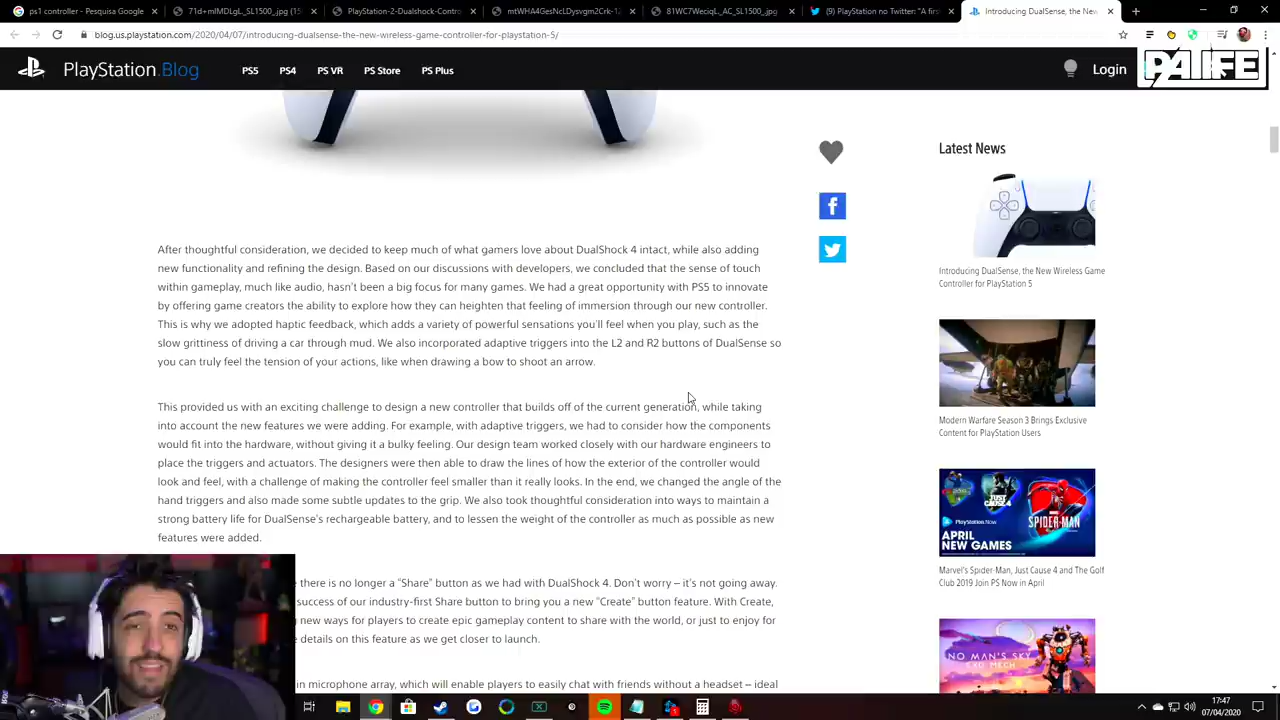 ps1 controller - Pesquisa Google
71d+mlMDLgL_SL1500_.jpg (15
PlayStation-2-Dualshock-Contro
mtWHA4GesNcLDysvgm2Crk-1
81WC7WeciqL_AC_SL1500_.jpg
(9) PlayStation no Twitter: "A first
Introducing DualSense, the New
blog.us.playstation.com/2020/04/07/introducing-dualsense-the-new-wireless-game-controller-for-playstation-5/
PlayStation.Blog
PS5
PS4
PS VR
PS Store
PS Plus
Login
After thoughtful consideration, we decided to keep much of what gamers love about DualShock 4 intact, while also adding
new functionality and refining the design. Based on our discussions with developers, we concluded that the sense of touch
within gameplay, much like audio, hasn't been a big focus for many games. We had a great opportunity with PS5 to innovate
by offering game creators the ability to explore how they can heighten that feeling of immersion through our new controller.
This is why we adopted haptic feedback, which adds a variety of powerful sensations you'll feel when you play, such as the
slow grittiness of driving a car through mud. We also incorporated adaptive triggers into the L2 and R2 buttons of DualSense so
you can truly feel the tension of your actions, like when drawing a bow to shoot an arrow.
This provided us with an exciting challenge to design a new controller that builds off of the current generation, while taking
into account the new features we were adding. For example, with adaptive triggers, we had to consider how the components
would fit into the hardware, without giving it a bulky feeling. Our design team worked closely with our hardware engineers to
place the triggers and actuators. The designers were then able to draw the lines of how the exterior of the controller would
look and feel, with a challenge of making the controller feel smaller than it really looks. In the end, we changed the angle of the
hand triggers and also made some subtle updates to the grip. We also took thoughtful consideration into ways to maintain a
strong battery life for DualSense's rechargeable battery, and to lessen the weight of the controller as much as possible as new
features were added.
there is no longer a "Share" button as we had with DualShock 4. Don't worry – it's not going away.
success of our industry-first Share button to bring you a new "Create" button feature. With Create,
new ways for players to create epic gameplay content to share with the world, or just to enjoy for
details on this feature as we get closer to launch.
in microphone array, which will enable players to easily chat with friends without a headset – ideal
Latest News
Introducing DualSense, the New Wireless Game
Controller for PlayStation 5
Modern Warfare Season 3 Brings Exclusive
Content for PlayStation Users
JUST CAUSE 4
PlayStation.Now
APRIL
NEW GAMES
SPIDER-MAN
Marvel's Spider-Man, Just Cause 4 and The Golf
Club 2019 Join PS Now in April
NO MAN'S SKY
EXO MECH
17:47
07/04/2020